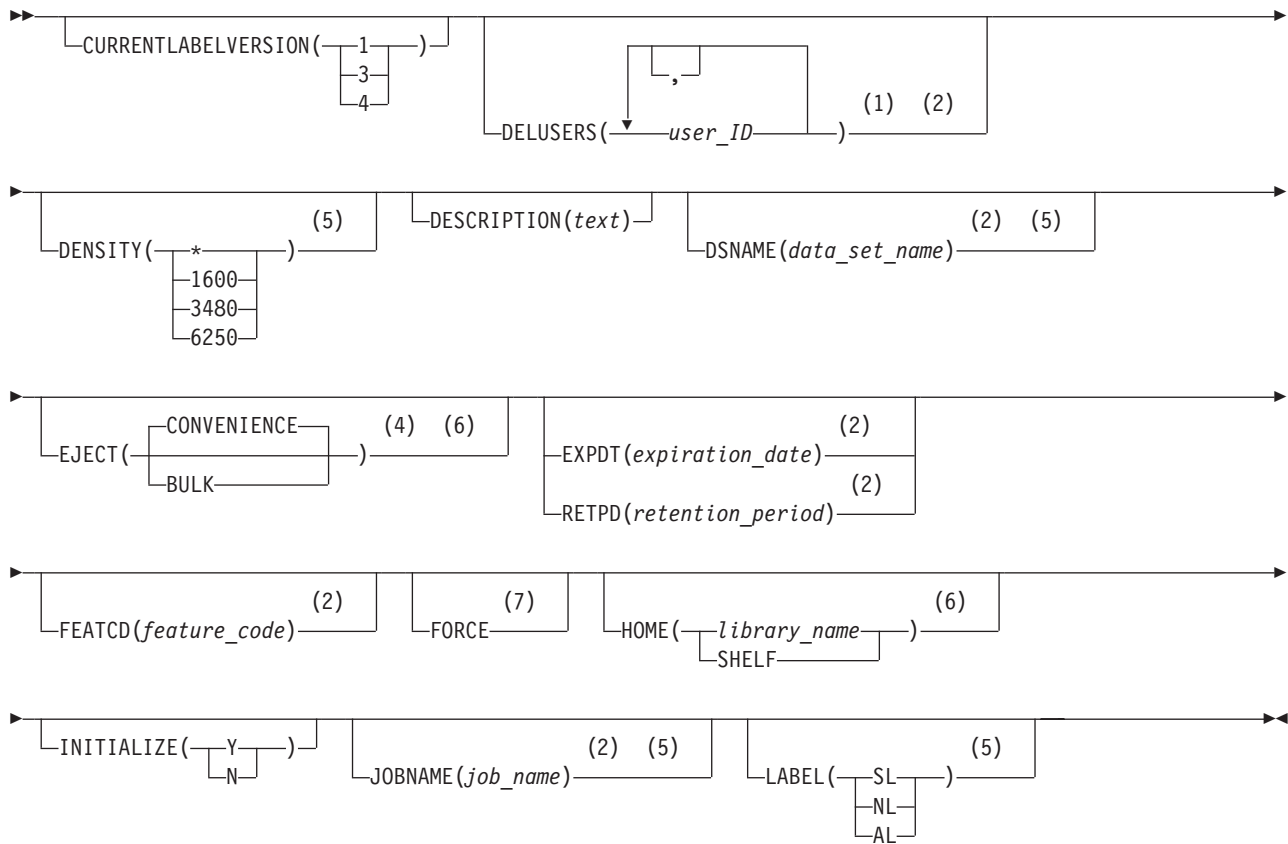 CURRENTLABELVERSION( 1 )
3
4
,
DELUSERS( user_ID ) (1) (2)
DENSITY( * ) (5)
1600
3480
6250
DESCRIPTION(text)
DSNAME(data_set_name) (2) (5)
EJECT( CONVENIENCE ) (4) (6)
BULK
EXPDT(expiration_date) (2)
RETPD(retention_period) (2)
FEATCD(feature_code) (2)
FORCE (7)
HOME( library_name ) (6)
SHELF
INITIALIZE( Y )
N
JOBNAME(job_name) (2) (5)
LABEL( SL ) (5)
NL
AL